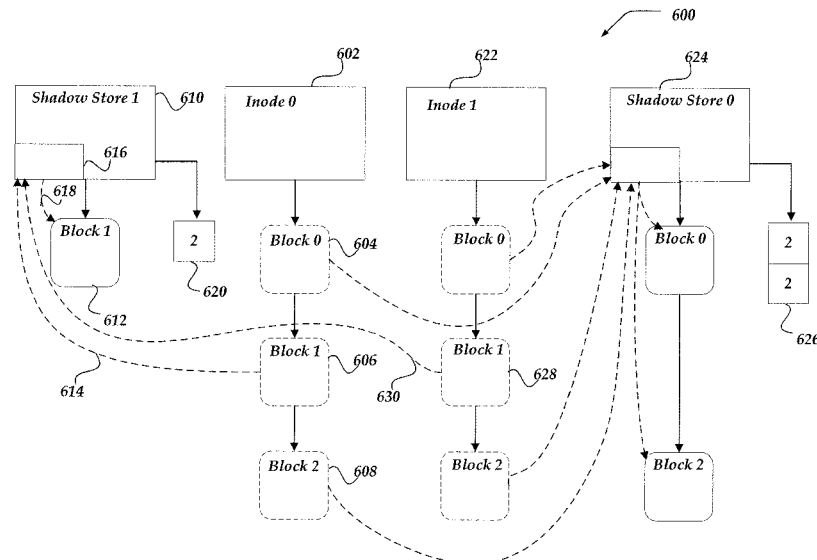 600
602
622
624
Shadow Store 1
610
Inode 0
Inode 1
Shadow Store 0
616
618
Block 1
2
620
612
Block 0
604
Block 0
Block 0
2
2
626
Block 1
606
Block 1
628
614
630
Block 2
608
Block 2
Block 2